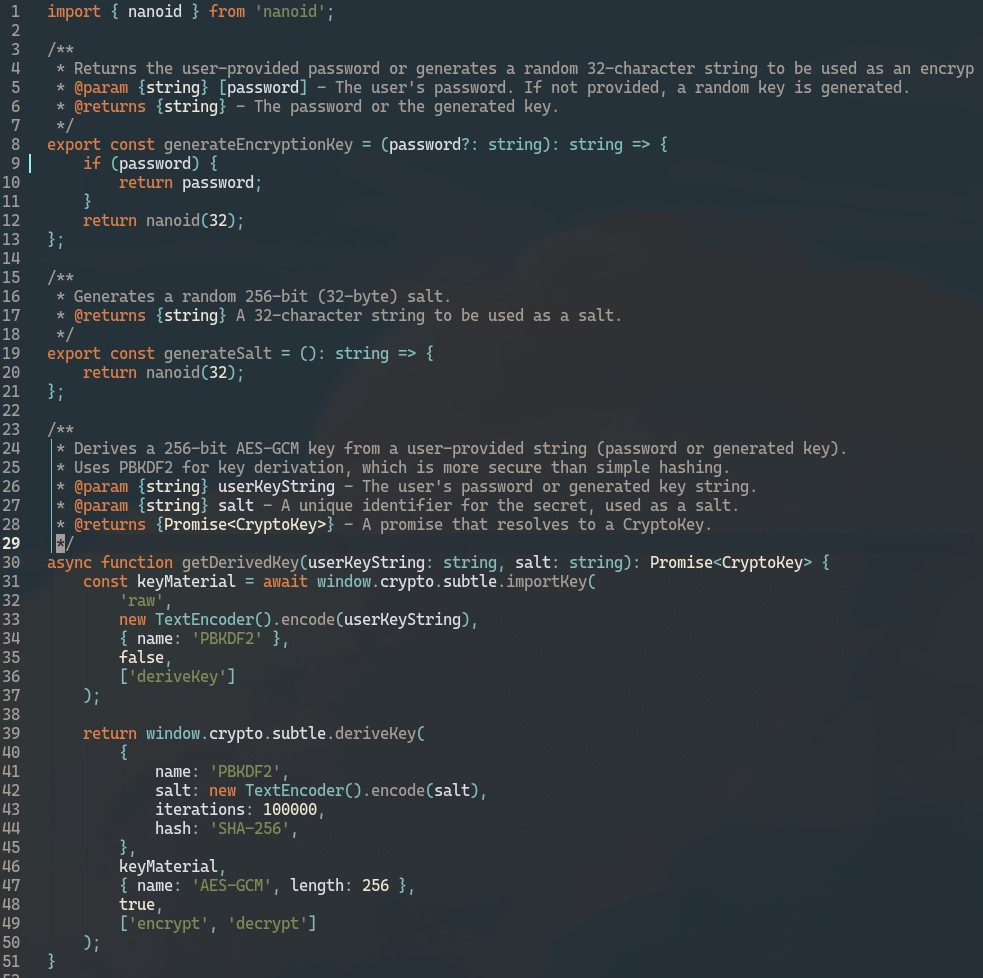 1 import { nanoid } from 'nanoid';
2
3 /**
4  * Returns the user-provided password or generates a random 32-character string to be used as an encryp
5  * @param {string} [password] - The user's password. If not provided, a random key is generated.
6  * @returns {string} - The password or the generated key.
7  */
8 export const generateEncryptionKey = (password?: string): string => {
9     if (password) {
10         return password;
11     }
12     return nanoid(32);
13 };
14
15 /**
16  * Generates a random 256-bit (32-byte) salt.
17  * @returns {string} A 32-character string to be used as a salt.
18  */
19 export const generateSalt = (): string => {
20     return nanoid(32);
21 };
22
23 /**
24  * Derives a 256-bit AES-GCM key from a user-provided string (password or generated key).
25  * Uses PBKDF2 for key derivation, which is more secure than simple hashing.
26  * @param {string} userKeyString - The user's password or generated key string.
27  * @param {string} salt - A unique identifier for the secret, used as a salt.
28  * @returns {Promise<CryptoKey>} - A promise that resolves to a CryptoKey.
29  */
30 async function getDerivedKey(userKeyString: string, salt: string): Promise<CryptoKey> {
31     const keyMaterial = await window.crypto.subtle.importKey(
32         'raw',
33         new TextEncoder().encode(userKeyString),
34         { name: 'PBKDF2' },
35         false,
36         ['deriveKey']
37     );
38
39     return window.crypto.subtle.deriveKey(
40         {
41             name: 'PBKDF2',
42             salt: new TextEncoder().encode(salt),
43             iterations: 100000,
44             hash: 'SHA-256',
45         },
46         keyMaterial,
47         { name: 'AES-GCM', length: 256 },
48         true,
49         ['encrypt', 'decrypt']
50     );
51 }